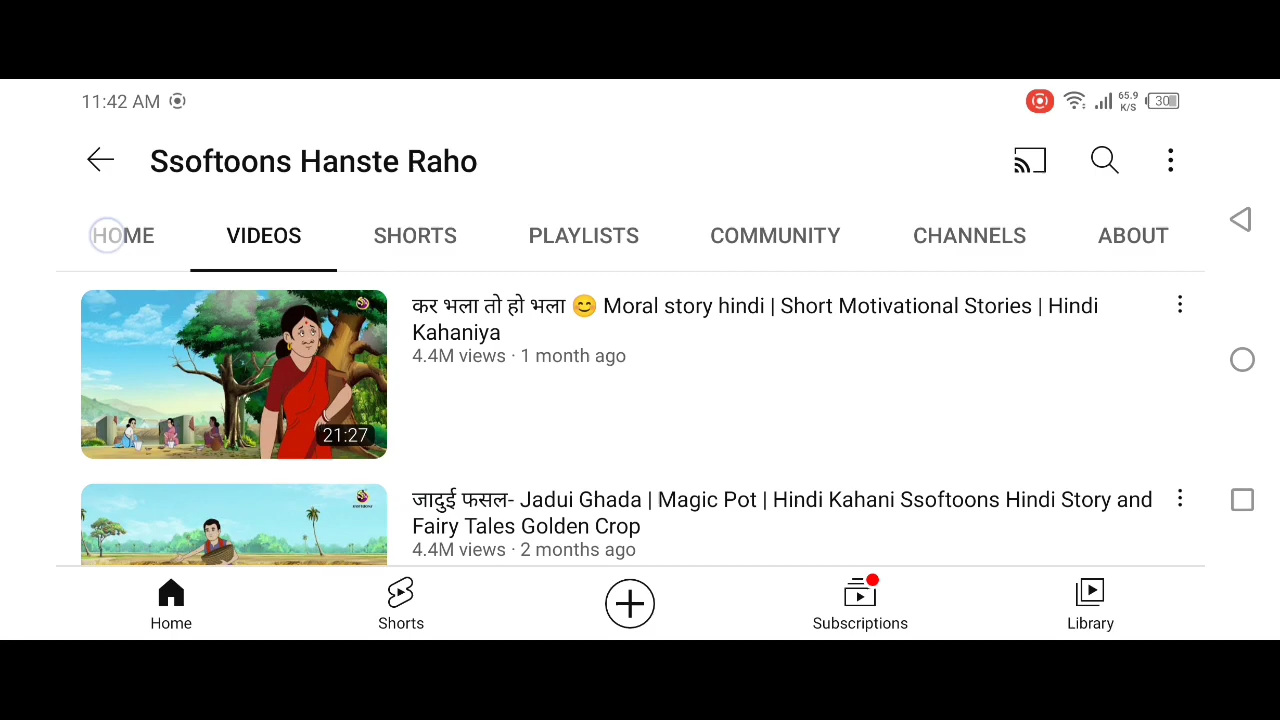 11:42 AM
65.9
K/S
30
Ssoftoons Hanste Raho
HOME VIDEOS SHORTS PLAYLISTS COMMUNITY CHANNELS ABOUT
कर भला तो हो भला 😊 Moral story hindi | Short Motivational Stories | Hindi
Kahaniya
4.4M views · 1 month ago
21:27
जादुई फसल- Jadui Ghada | Magic Pot | Hindi Kahani Ssoftoons Hindi Story and
Fairy Tales Golden Crop
4.4M views · 2 months ago
Home Shorts Subscriptions Library